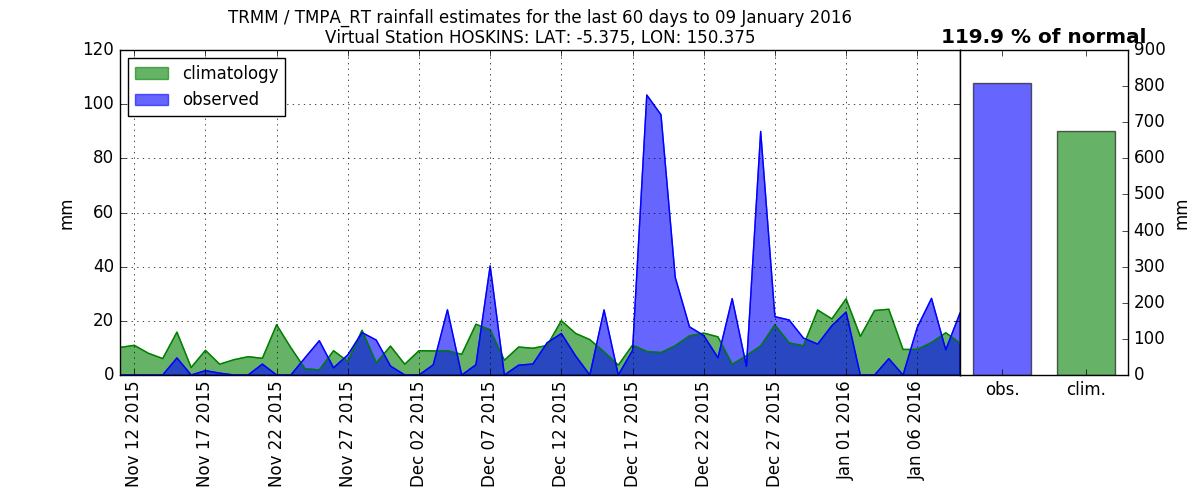 TRMM / TMPA_RT rainfall estimates for the last 60 days to 09 January 2016
Virtual Station HOSKINS: LAT: -5.375, LON: 150.375
119.9 % of normal
climatology
observed
120
100
80
60
40
20
0
mm
900
800
700
600
500
400
300
200
100
0
mm
Nov 12 2015
Nov 17 2015
Nov 22 2015
Nov 27 2015
Dec 02 2015
Dec 07 2015
Dec 12 2015
Dec 17 2015
Dec 22 2015
Dec 27 2015
Jan 01 2016
Jan 06 2016
obs.
clim.